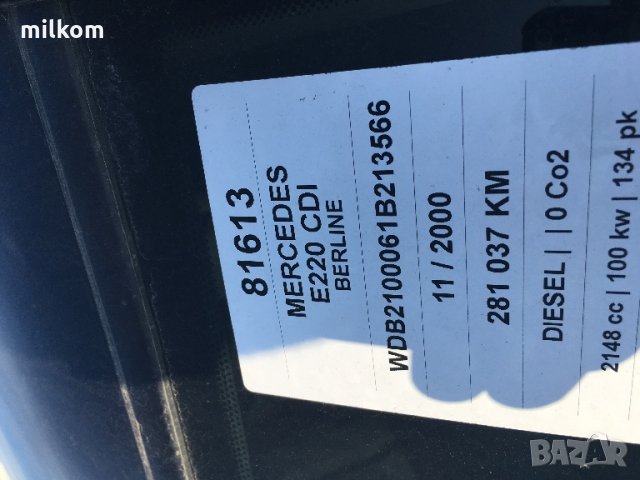 milkom
81613
MERCEDES
E220 CDI
BERLINE
WDB2100061B213566
11 / 2000
281 037 KM
DIESEL | | 0 Co2
2148 cc | 100 kw | 134 pk
BAZAR
bg